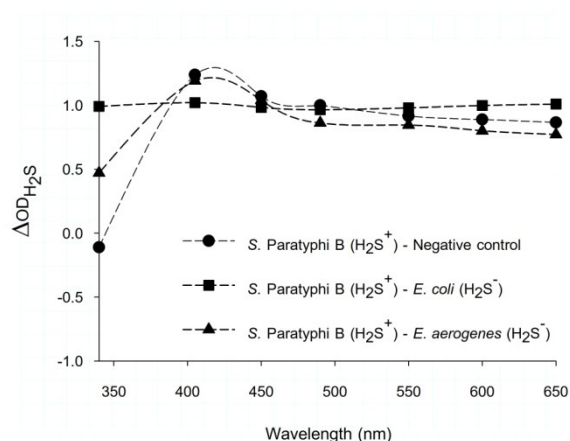 1.5
1.0
0.5
0.0
-0.5
-1.0
ΔOD H2S
S. Paratyphi B (H2S+) - Negative control
S. Paratyphi B (H2S+) - E. coli (H2S-)
S. Paratyphi B (H2S+) - E. aerogenes (H2S-)
350 400 450 500 550 600 650
Wavelength (nm)